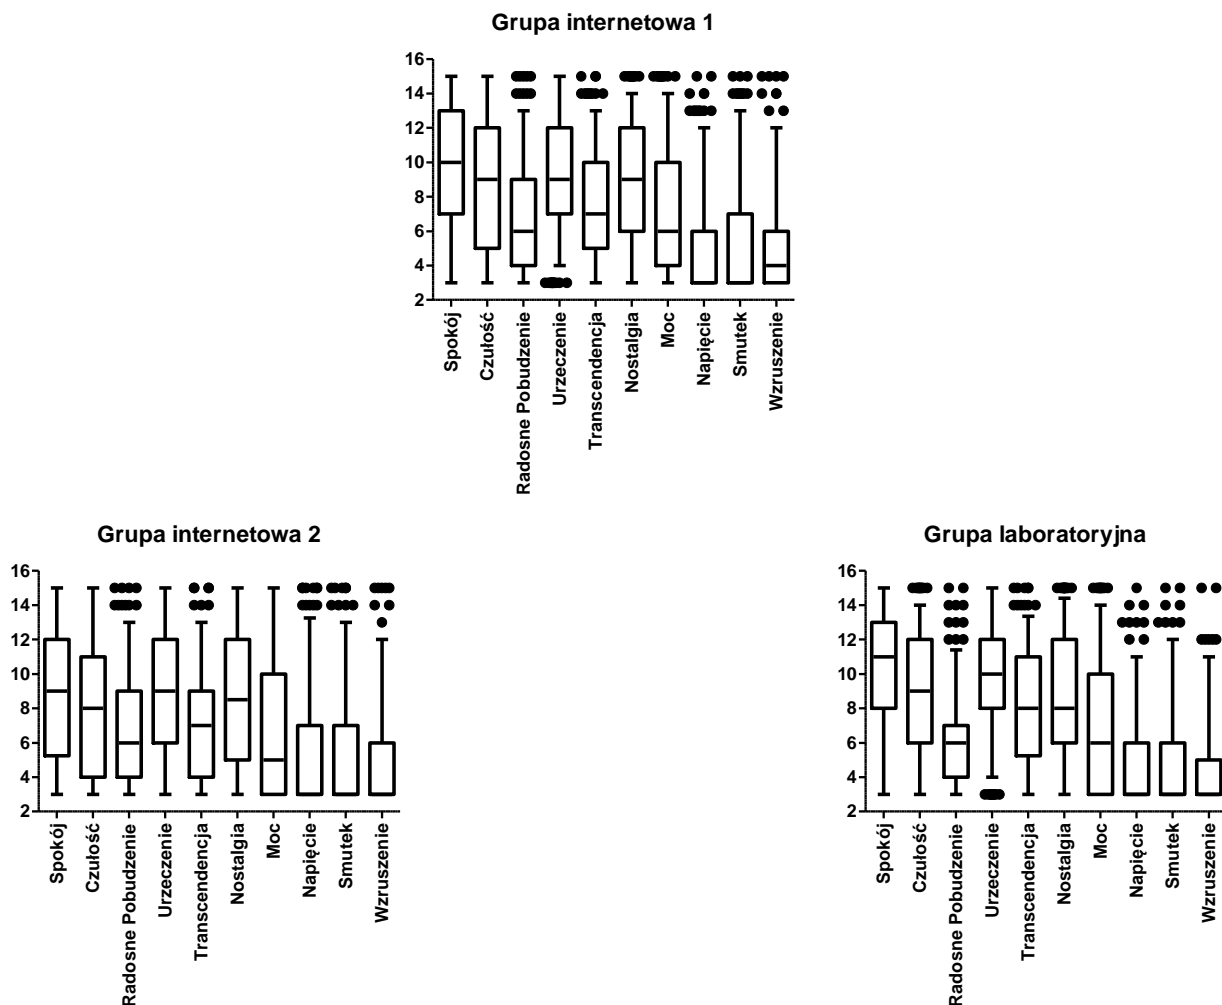 Grupa internetowa 1
16
14
12
10
8
6
4
2
Spokój
Czułość
Radosne Pobudzenie
Urzeczenie
Transcendencja
Nostalgia
Moc
Napięcie
Smutek
Wzruszenie
Grupa internetowa 2
16
14
12
10
8
6
4
2
Spokój
Czułość
Radosne Pobudzenie
Urzeczenie
Transcendencja
Nostalgia
Moc
Napięcie
Smutek
Wzruszenie
Grupa laboratoryjna
16
14
12
10
8
6
4
2
Spokój
Czułość
Radosne Pobudzenie
Urzeczenie
Transcendencja
Nostalgia
Moc
Napięcie
Smutek
Wzruszenie